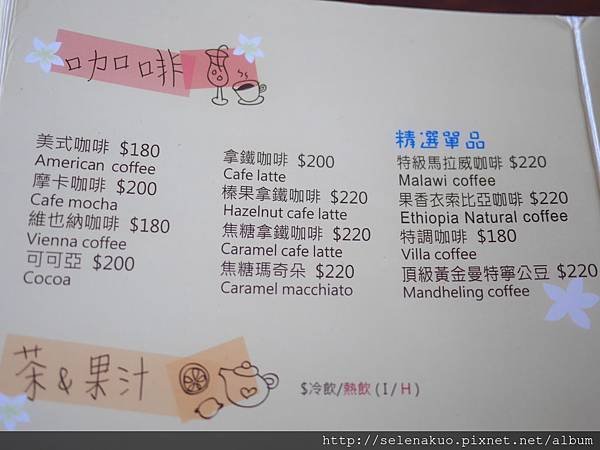 咖啡
美式咖啡 $180
American coffee
摩卡咖啡 $200
Cafe mocha
維也納咖啡 $180
Vienna coffee
可可亞 $200
Cocoa
拿鐵咖啡 $200
Cafe latte
榛果拿鐵咖啡 $220
Hazelnut cafe latte
焦糖拿鐵咖啡 $220
Caramel cafe latte
焦糖瑪奇朵 $220
Caramel macchiato
精選單品
特級馬拉威咖啡 $220
Malawi coffee
果香衣索比亞咖啡 $220
Ethiopia Natural coffee
特調咖啡 $180
Villa coffee
頂級黃金曼特寧公豆 $220
Mandheling coffee
茶&果汁
$冷飲/熱飲(I/H)
http://selenakuo.pixnet.net/album